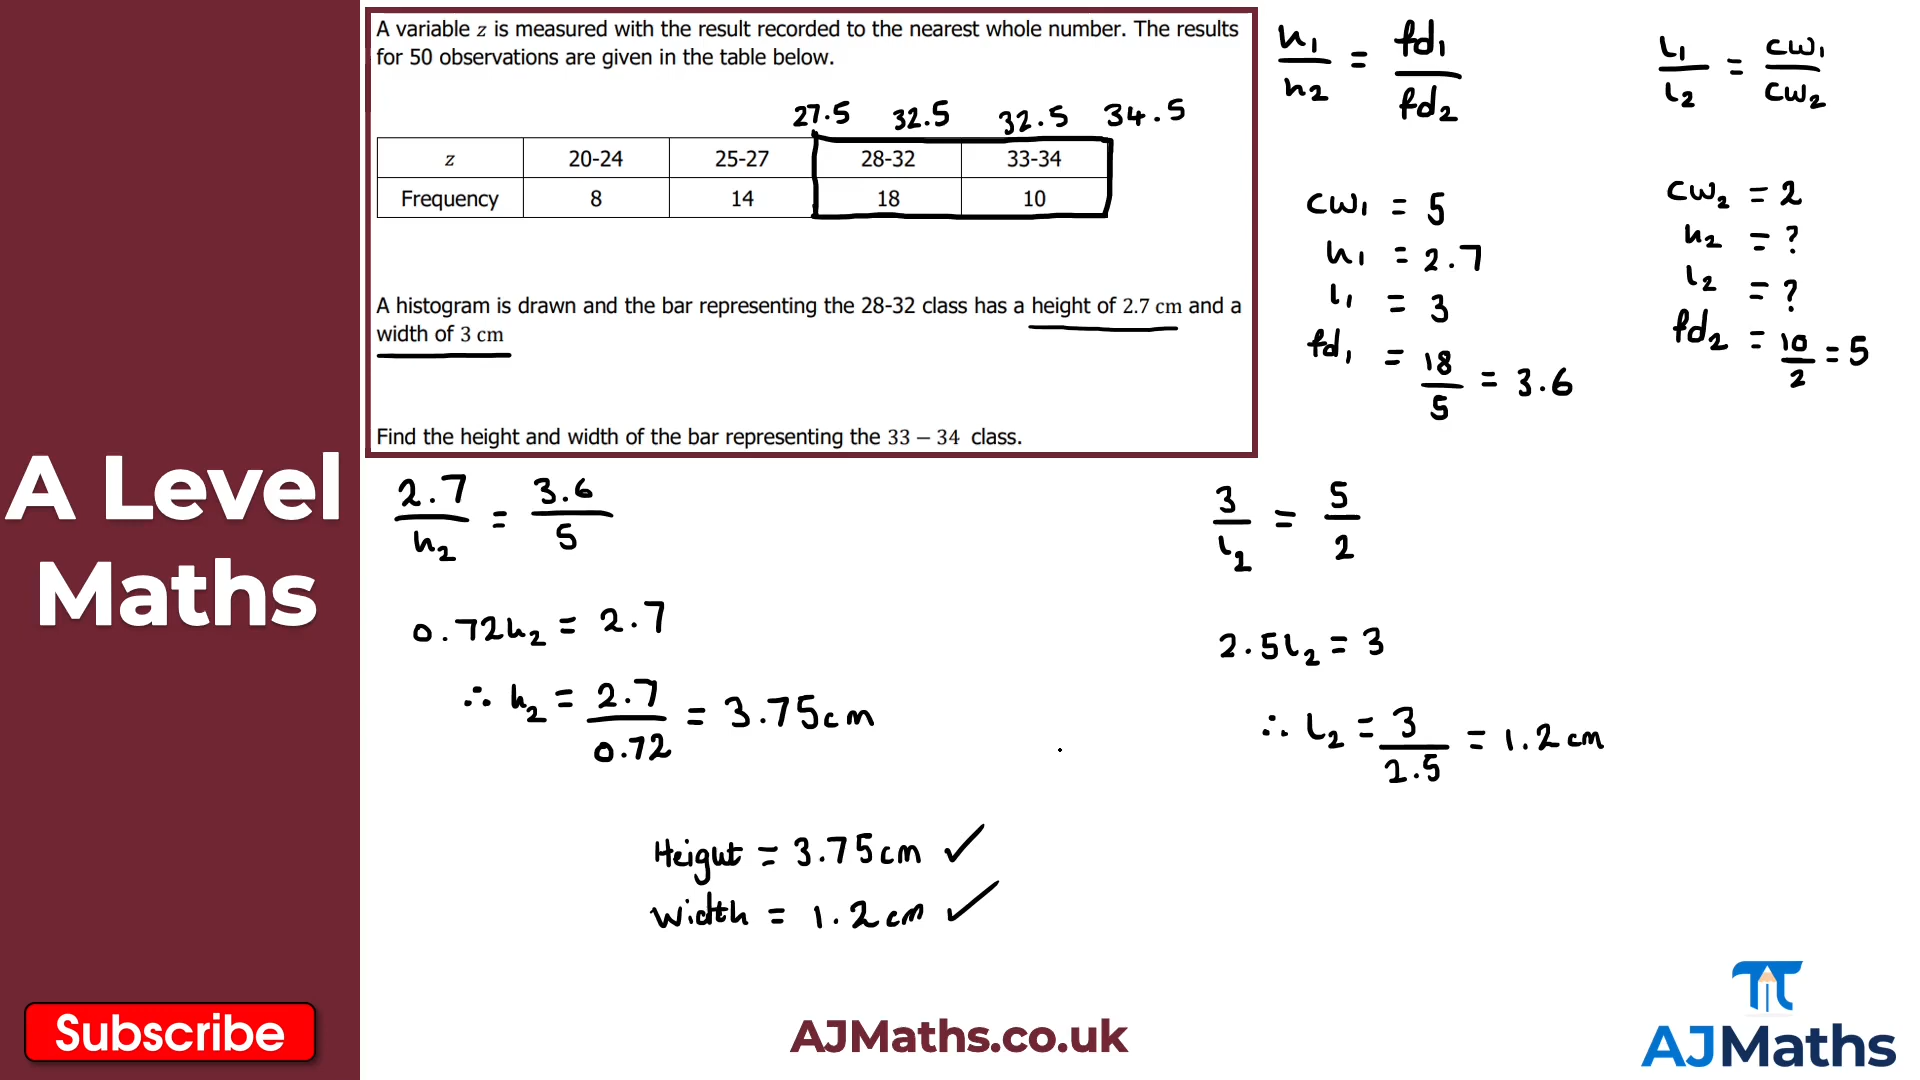 A Level
Maths
Subscribe
A variable z is measured with the result recorded to the nearest whole number. The results
for 50 observations are given in the table below.
27.5 32.5 32.5 34.5
z 20-24 25-27 28-32 33-34
Frequency 8 14 18 10
A histogram is drawn and the bar representing the 28-32 class has a height of 2.7 cm and a
width of 3 cm
Find the height and width of the bar representing the 33 – 34 class.
h₁/h₂ = fd₁/fd₂
l₁/l₂ = cw₁/cw₂
cw₁ = 5
h₁ = 2.7
l₁ = 3
fd₁ = 18/5 = 3.6
cw₂ = 2
h₂ = ?
l₂ = ?
fd₂ = 10/2 = 5
2.7/h₂ = 3.6/5
0.72h₂ = 2.7
∴ h₂ = 2.7/0.72 = 3.75cm
3/l₂ = 5/2
2.5l₂ = 3
∴ l₂ = 3/2.5 = 1.2cm
Height = 3.75cm ✓
Width = 1.2cm ✓
AJMaths.co.uk
AJMaths